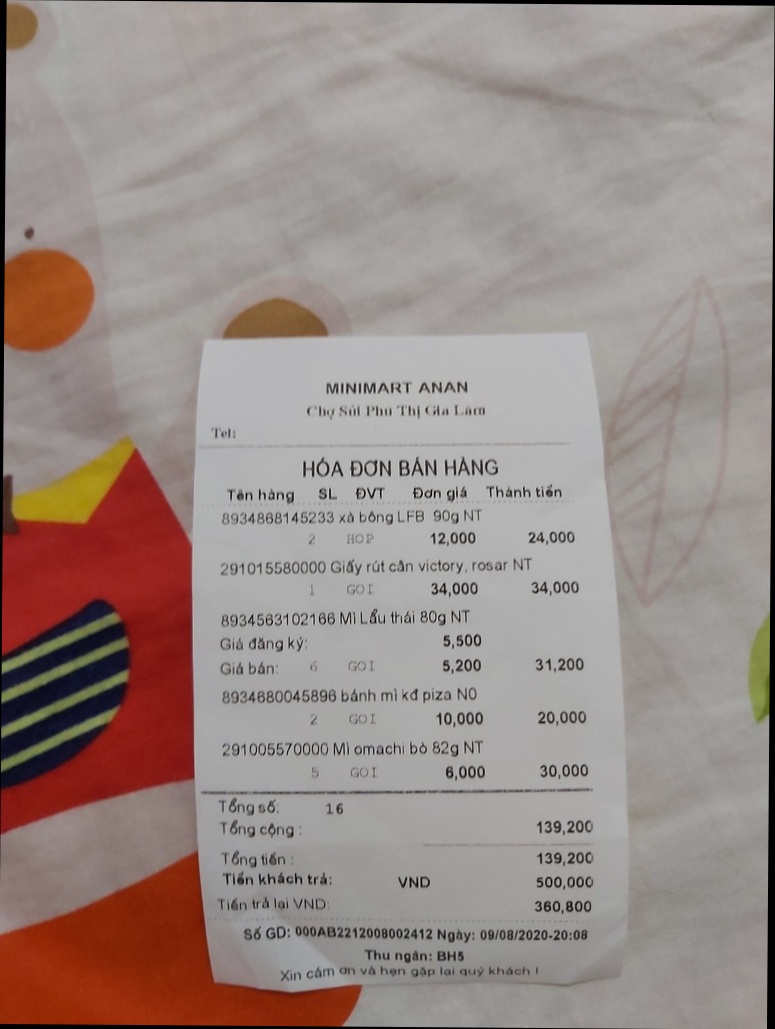 MINIMART ANAN
Chợ Sủi Phú Thị Gia Lâm
Tel:
HÓA ĐƠN BÁN HÀNG
Tên hàng SL ĐVT Đơn giá Thành tiền
8934868145233 xà bông LFB 90g NT
2 HOP 12,000 24,000
291015580000 Giấy rút cân victory, rosar NT
1 GOI 34,000 34,000
8934563102166 Mì Lẩu thái 80g NT
Giá đăng ký: 5,500
Giá bán: 6 GOI 5,200 31,200
8934680045896 bánh mì kđ piza NO
2 GOI 10,000 20,000
291005570000 Mì omachi bò 82g NT
5 GOI 6,000 30,000
Tổng số: 16
Tổng cộng : 139,200
Tổng tiền : 139,200
Tiền khách trả: VND 500,000
Tiền trả lại VND: 360,800
Số GD: 000AB2212008002412 Ngày: 09/08/2020-20:08
Thu ngân: BH5
Xin cảm ơn và hẹn gặp lại quý khách !